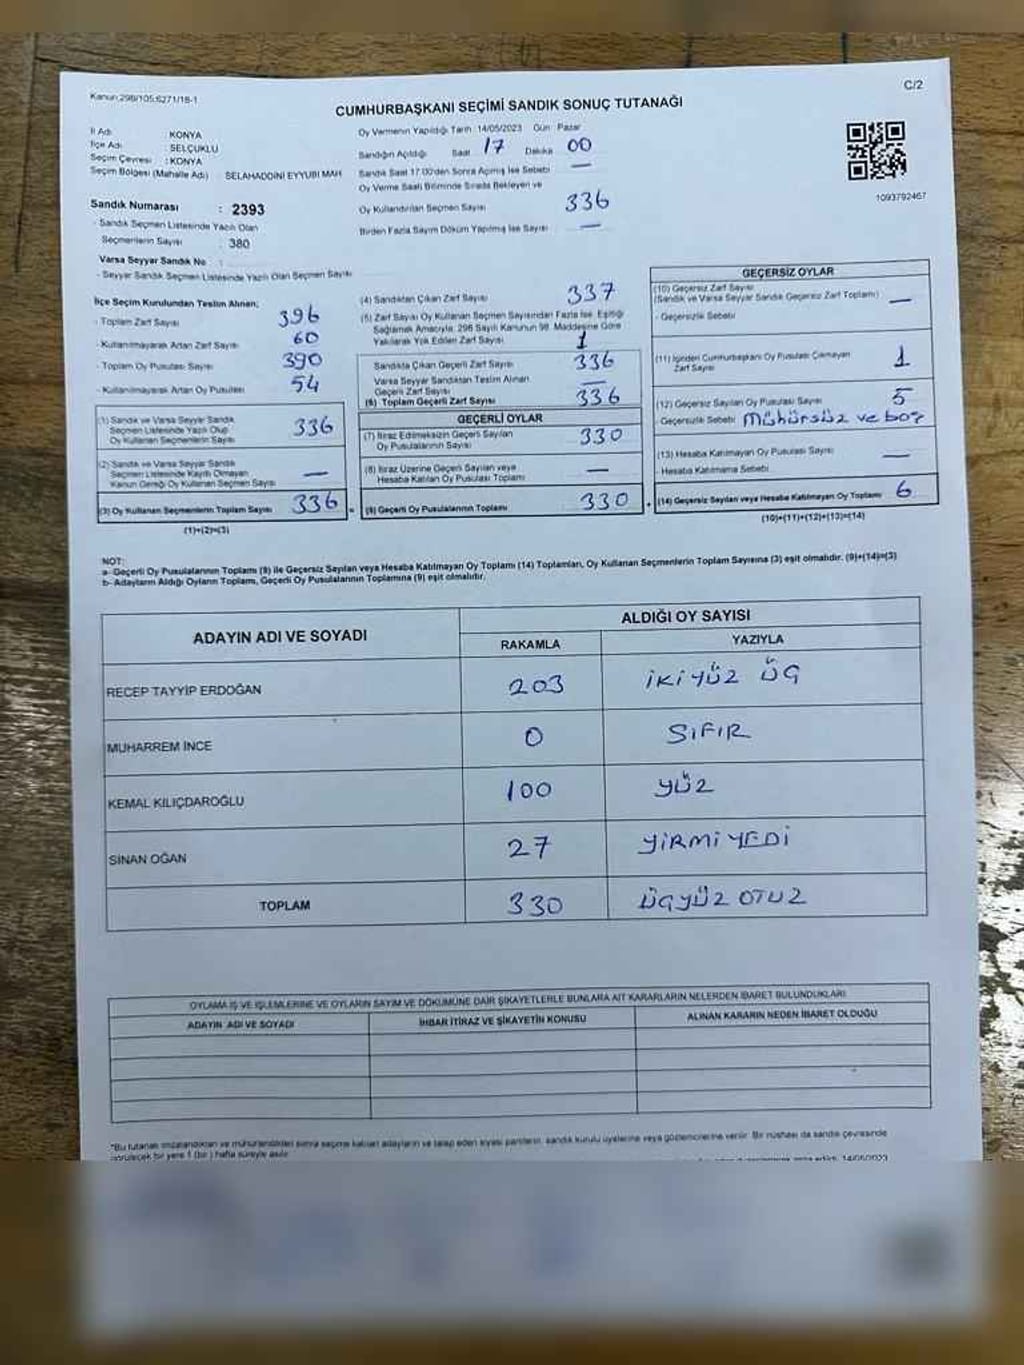 Kanun:298/105;6271/18-1
C/2
CUMHURBAŞKANI SEÇİMİ SANDIK SONUÇ TUTANAĞI
İl Adı KONYA
İlçe Adı SELÇUKLU
Seçim Çevresi : KONYA
Seçim Bölgesi (Mahalle Adı) SELAHADDİNİ EYYUBİ MAH
Sandık Numarası : 2393
- Sandık Seçmen Listesinde Yazılı Olan
Seçmenlerin Sayısı : 380
Varsa Seyyar Sandık No :
- Seyyar Sandık Seçmen Listesinde Yazılı Olan Seçmen Sayısı
Oy Vermenin Yapıldığı Tarih 14/05/2023 Gün Pazar
Sandığın Açıldığı Saat 17 Dakika 00
Sandık Saat 17.00'den Sonra Açılmış İse Sebebi —
Oy Verme Saati Bitiminde Sırada Bekleyen ve
Oy Kullandırılan Seçmen Sayısı 336
Birden Fazla Sayım Döküm Yapılmış İse Sayısı —
1093792467
İlçe Seçim Kurulundan Teslim Alınan;
- Toplam Zarf Sayısı 396
- Kullanılmayarak Artan Zarf Sayısı 60
- Toplam Oy Pusulası Sayısı 390
- Kullanılmayarak Artan Oy Pusulası 54
(1) Sandık ve Varsa Seyyar Sandık
Seçmen Listesinde Yazılı Olup
Oy Kullanan Seçmenlerin Sayısı 336
(2) Sandık ve Varsa Seyyar Sandık
Seçmen Listesinde Kayıtlı Olmayan
Kanun Gereği Oy Kullanan Seçmen Sayısı —
(3) Oy Kullanan Seçmenlerin Toplam Sayısı 336 =
(1)+(2)=(3)
(4) Sandıktan Çıkan Zarf Sayısı 337
(5) Zarf Sayısı Oy Kullanan Seçmen Sayısından Fazla İse, Eşitliği
Sağlamak Amacıyla; 298 Sayılı Kanunun 98. Maddesine Göre
Yakılarak Yok Edilen Zarf Sayısı 1
Sandıkta Çıkan Geçerli Zarf Sayısı 336
Varsa Seyyar Sandıktan Teslim Alınan
Geçerli Zarf Sayısı —
(6) Toplam Geçerli Zarf Sayısı 336
GEÇERLİ OYLAR
(7) İtiraz Edilmeksizin Geçerli Sayılan
Oy Pusulalarının Sayısı 330
(8) İtiraz Üzerine Geçerli Sayılan veya
Hesaba Katılan Oy Pusulası Toplamı —
(9) Geçerli Oy Pusulalarının Toplamı 330 +
GEÇERSİZ OYLAR
(10) Geçersiz Zarf Sayısı
(Sandık ve Varsa Seyyar Sandık Geçersiz Zarf Toplamı) —
- Geçersizlik Sebebi
(11) İçinden Cumhurbaşkanı Oy Pusulası Çıkmayan
Zarf Sayısı 1
(12) Geçersiz Sayılan Oy Pusulası Sayısı 5
- Geçersizlik Sebebi Mühürsüz ve boş
(13) Hesaba Katılmayan Oy Pusulası Sayısı —
- Hesaba Katılmama Sebebi
(14) Geçersiz Sayılan veya Hesaba Katılmayan Oy Toplamı 6
(10)+(11)+(12)+(13)=(14)
NOT:
a- Geçerli Oy Pusulalarının Toplamı (9) ile Geçersiz Sayılan veya Hesaba Katılmayan Oy Toplamı (14) Toplamları, Oy Kullanan Seçmenlerin Toplam Sayısına (3) eşit olmalıdır. (9)+(14)=(3)
b- Adayların Aldığı Oyların Toplamı, Geçerli Oy Pusulalarının Toplamına (9) eşit olmalıdır.
ADAYIN ADI VE SOYADI
ALDIĞI OY SAYISI
RAKAMLA YAZIYLA
RECEP TAYYİP ERDOĞAN 203 İKİYÜZ ÜÇ
MUHARREM İNCE 0 SIFIR
KEMAL KILIÇDAROĞLU 100 YÜZ
SİNAN OĞAN 27 YİRMİYEDİ
TOPLAM 330 ÜÇYÜZ OTUZ
OYLAMA İŞ VE İŞLEMLERİNE VE OYLARIN SAYIM VE DÖKÜMÜNE DAİR ŞİKAYETLERLE BUNLARA AİT KARARLARIN NELERDEN İBARET BULUNDUKLARI
ADAYIN ADI VE SOYADI İHBAR İTİRAZ VE ŞİKAYETİN KONUSU ALINAN KARARIN NEDEN İBARET OLDUĞU
*Bu tutanak imzalandıktan ve mühürlendikten sonra seçime katılan adayların ve talep eden siyasi partilerin, sandık kurulu üyelerine veya gözlemcilerine verilir. Bir nüshası da sandık çevresinde
görülecek bir yere 1 (bir) hafta süreyle asılır.
14/05/2023